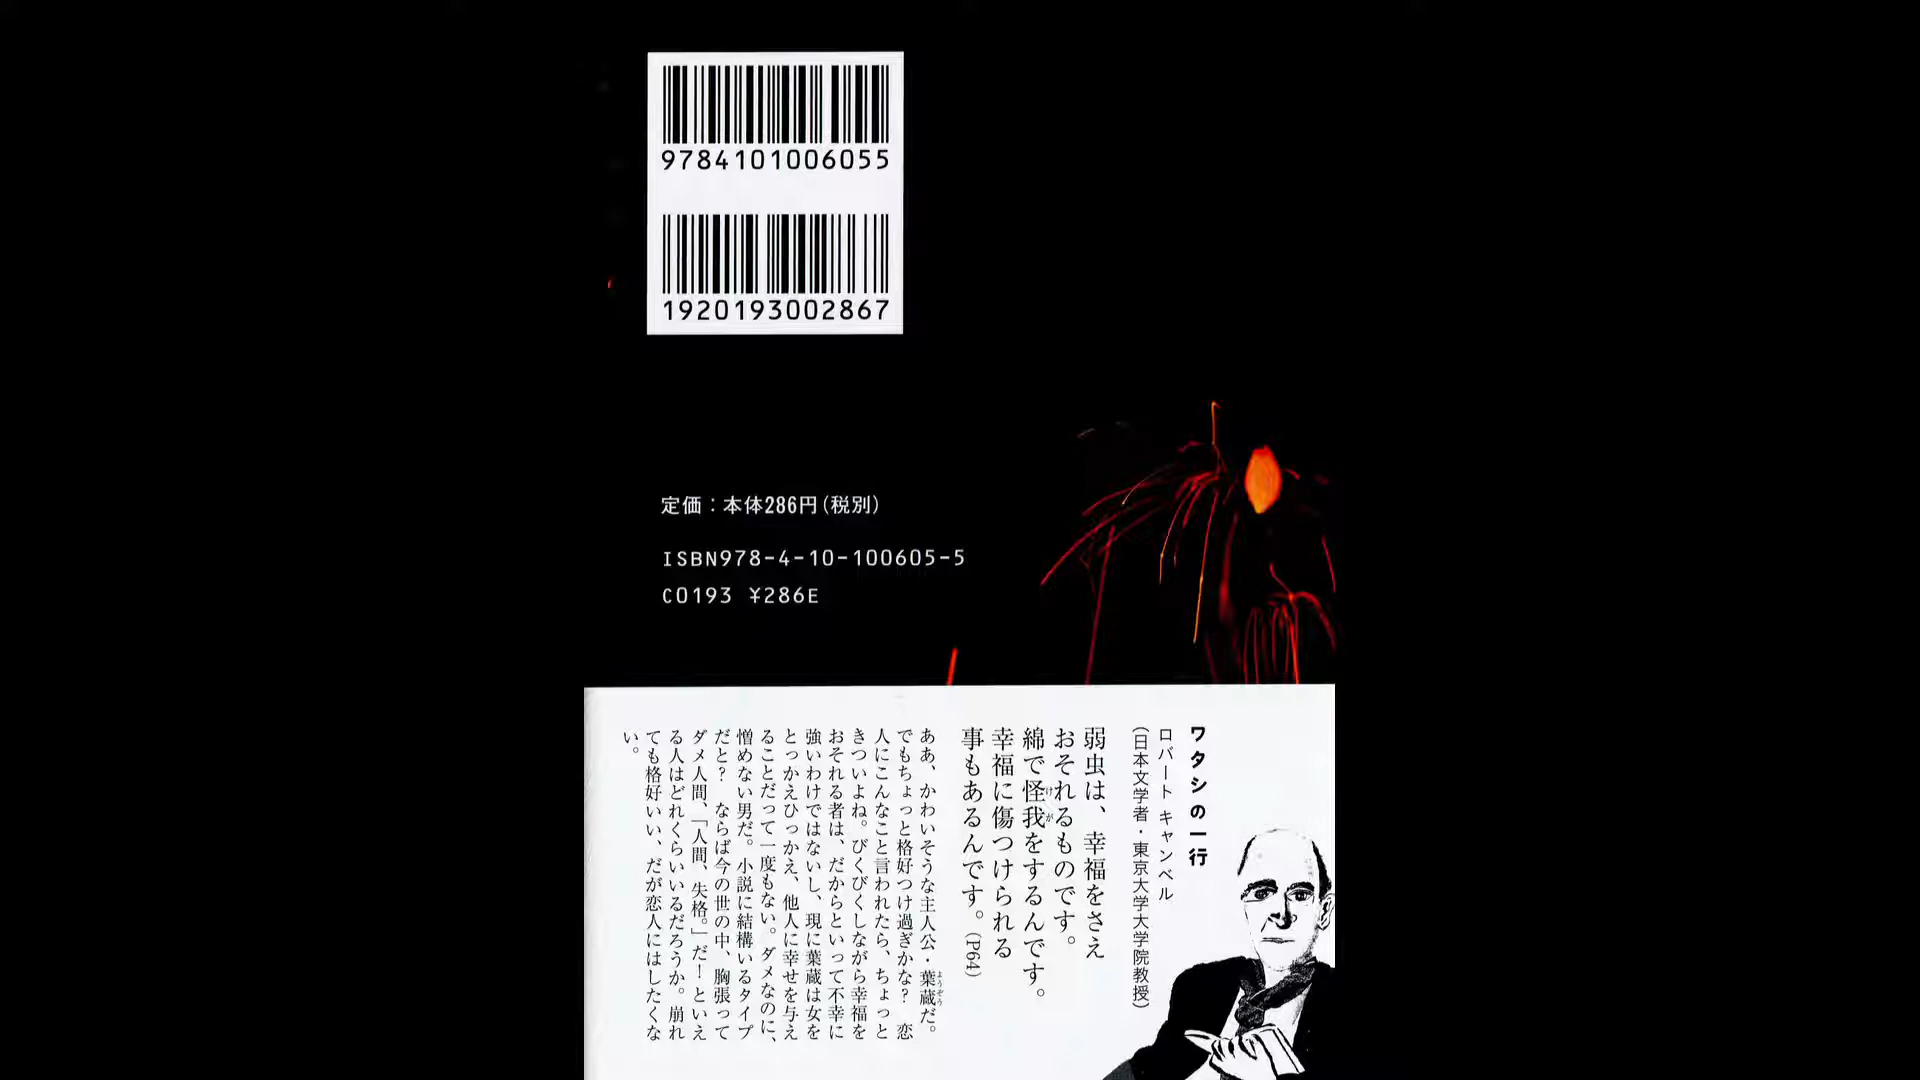 9784101006055
1920193002867
定価：本体286円(税別)
ISBN978-4-10-100605-5
C0193 ¥286E
ワタシの一行
ロバート キャンベル
(日本文学者・東京大学大学院教授)
弱虫は、幸福をさえ
おそれるものです。
綿で怪我をするんです。
けが
幸福に傷つけられる
事もあるんです。(P64)
ああ、かわいそうな主人公・葉蔵だ。
ようぞう
でもちょっと格好つけ過ぎかな？ 恋
人にこんなこと言われたら、ちょっと
きついよね。びくびくしながら幸福を
おそれる者は、だからといって不幸に
強いわけではないし、現に葉蔵は女を
とっかえひっかえ、他人に幸せを与え
ることだって一度もない。ダメなのに、
憎めない男だ。小説に結構いるタイプ
だと？ ならば今の世の中、胸張って
ダメ人間、「人間、失格。」だ！といえ
る人はどれくらいいるだろうか。崩れ
ても格好いい、だが恋人にはしたくな
い。